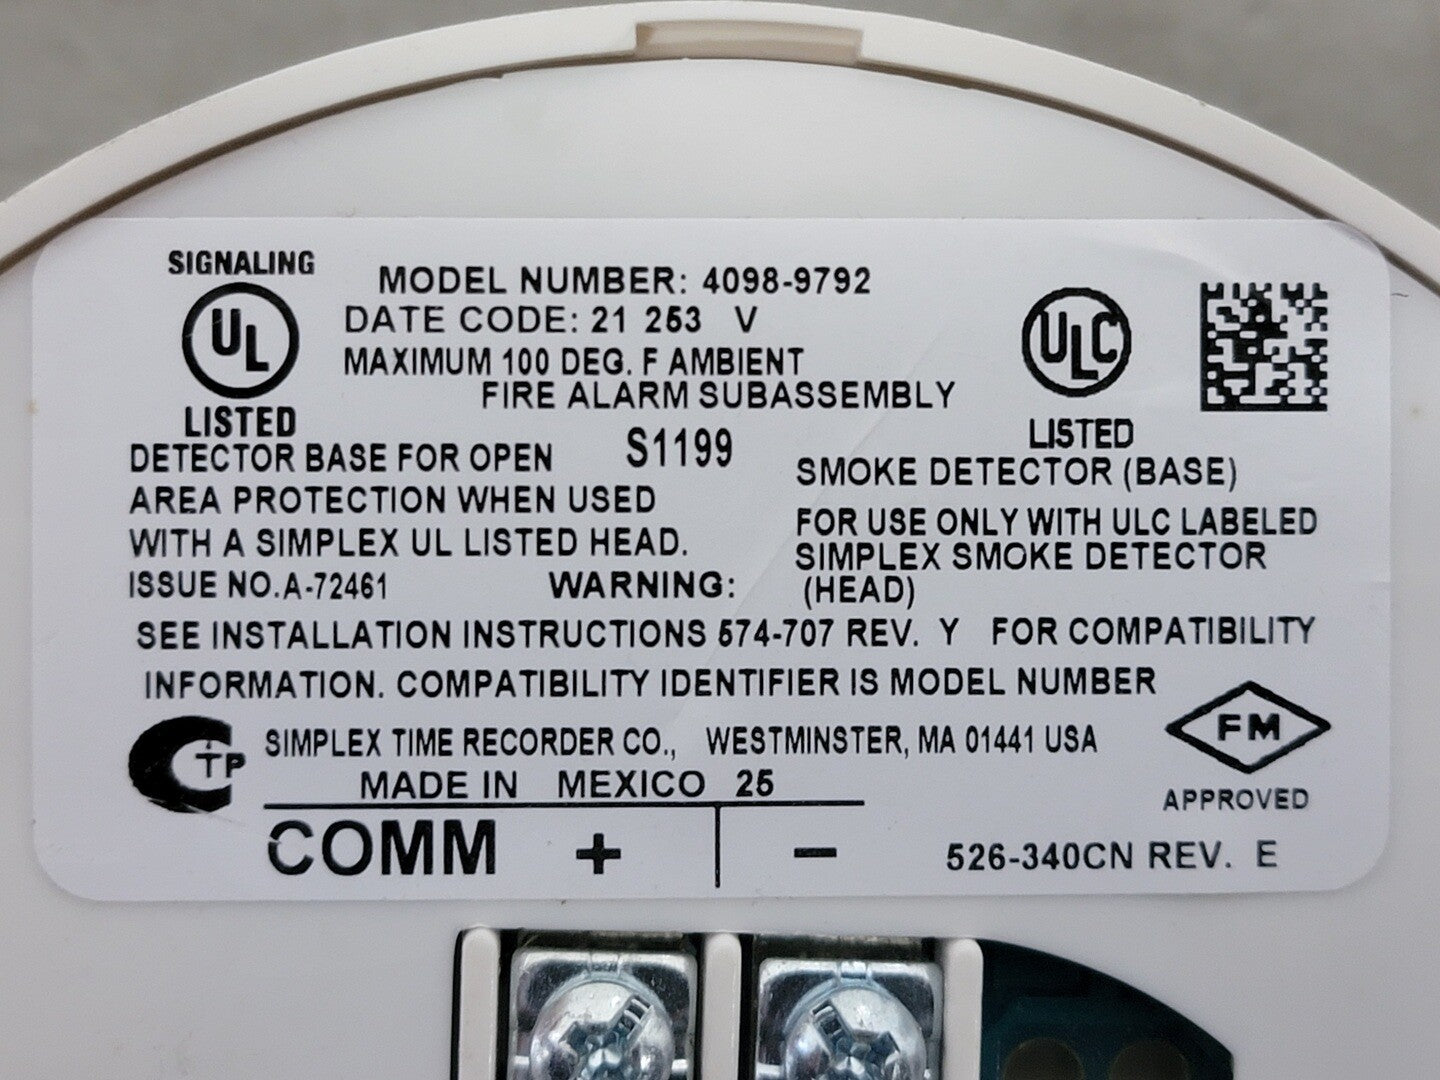 SIGNALING
UL
LISTED
MODEL NUMBER: 4098-9792
DATE CODE: 21 253 V
MAXIMUM 100 DEG. F AMBIENT
FIRE ALARM SUBASSEMBLY
ULC
LISTED
DETECTOR BASE FOR OPEN S1199
AREA PROTECTION WHEN USED
WITH A SIMPLEX UL LISTED HEAD.
ISSUE NO.A-72461 WARNING:
SMOKE DETECTOR (BASE)
FOR USE ONLY WITH ULC LABELED
SIMPLEX SMOKE DETECTOR
(HEAD)
SEE INSTALLATION INSTRUCTIONS 574-707 REV. Y FOR COMPATIBILITY
INFORMATION. COMPATIBILITY IDENTIFIER IS MODEL NUMBER
CTP
SIMPLEX TIME RECORDER CO., WESTMINSTER, MA 01441 USA
MADE IN MEXICO 25
FM
APPROVED
COMM + −
526-340CN REV. E